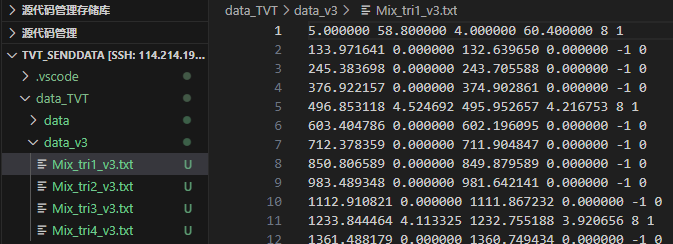 源代码管理存储库
源代码管理
TVT_SENDDATA [SSH: 114.214.19...
.vscode
data_TVT
data
data_v3
Mix_tri1_v3.txt U
Mix_tri2_v3.txt U
Mix_tri3_v3.txt U
Mix_tri4_v3.txt U
data_TVT > data_v3 > Mix_tri1_v3.txt
1 5.000000 58.800000 4.000000 60.400000 8 1
2 133.971641 0.000000 132.639650 0.000000 -1 0
3 245.383698 0.000000 243.705588 0.000000 -1 0
4 376.922157 0.000000 374.902861 0.000000 -1 0
5 496.853118 4.524692 495.952657 4.216753 8 1
6 603.404786 0.000000 602.196095 0.000000 -1 0
7 712.378359 0.000000 711.904847 0.000000 -1 0
8 850.806589 0.000000 849.879589 0.000000 -1 0
9 983.489348 0.000000 981.642141 0.000000 -1 0
10 1112.910821 0.000000 1111.867232 0.000000 -1 0
11 1233.844464 4.113325 1232.755188 3.920656 8 1
12 1361.488179 0.000000 1360.749434 0.000000 -1 0